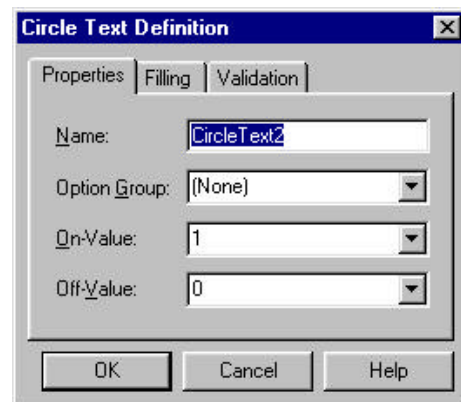 Circle Text Definition
Properties Filling Validation
Name: CircleText2
Option Group: (None)
On-Value: 1
Off-Value: 0
OK Cancel Help